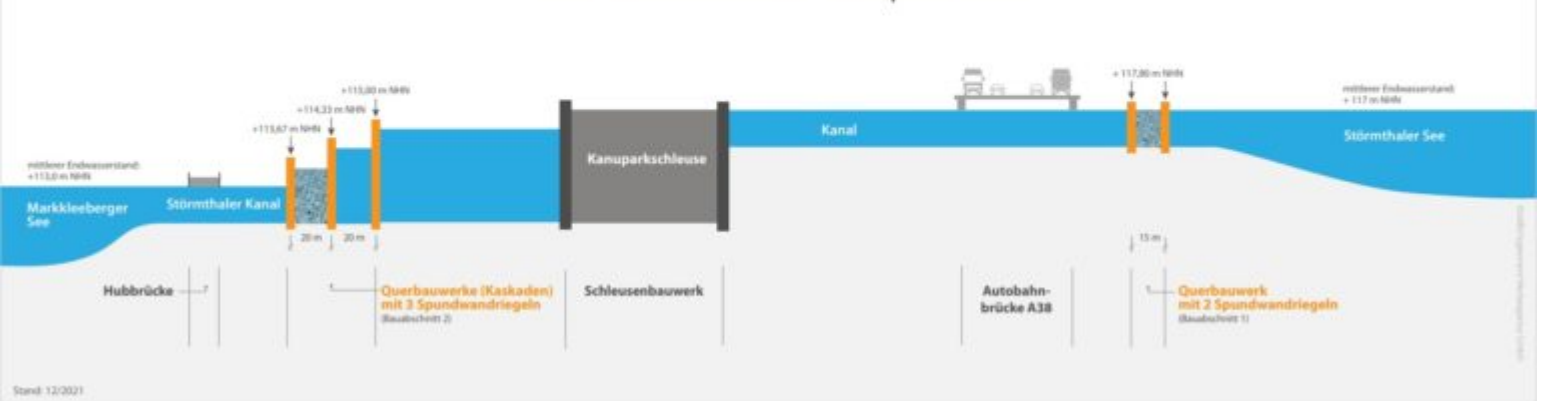 +115,00 m NHN
+114,33 m NHN
+113,67 m NHN
mittlerer Endwasserstand:
+113,0 m NHN
Markkleeberger
See
Störmthaler Kanal
Kanuparkschleuse
Kanal
+ 117,80 m NHN
mittlerer Endwasserstand:
+ 117 m NHN
Störmthaler See
20 m
20 m
15 m
Hubbrücke
Querbauwerke (Kaskaden)
mit 3 Spundwandriegeln
(Bauabschnitt 2)
Schleusenbauwerk
Autobahn-
brücke A38
Querbauwerk
mit 2 Spundwandriegeln
(Bauabschnitt 1)
Stand: 12/2021